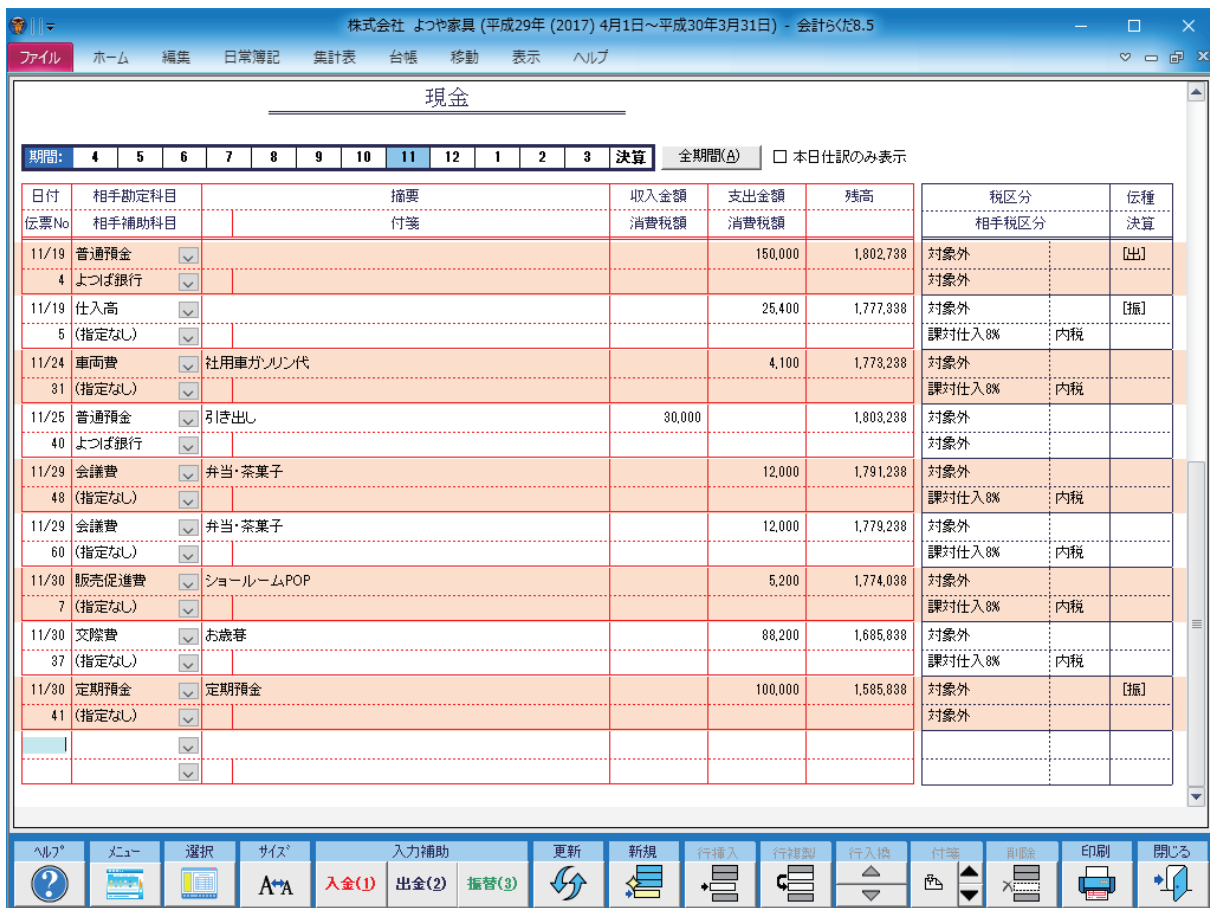 株式会社 よつや家具 (平成29年 (2017) 4月1日～平成30年3月31日) - 会計らくだ8.5
ファイル ホーム 編集 日常簿記 集計表 台帳 移動 表示 ヘルプ
現金
期間: 4 5 6 7 8 9 10 11 12 1 2 3 決算 全期間(A) 本日仕訳のみ表示
日付 相手勘定科目 摘要 収入金額 支出金額 残高 税区分 伝種
伝票No 相手補助科目 付箋 消費税額 消費税額 相手税区分 決算
11/19 普通預金 150,000 1,802,738 対象外 [出]
4 よつば銀行 対象外
11/19 仕入高 25,400 1,777,338 対象外 [振]
5 (指定なし) 課対仕入8% 内税
11/24 車両費 社用車ガソリン代 4,100 1,773,238 対象外
31 (指定なし) 課対仕入8% 内税
11/25 普通預金 引き出し 30,000 1,803,238 対象外
40 よつば銀行 対象外
11/29 会議費 弁当・茶菓子 12,000 1,791,238 対象外
48 (指定なし) 課対仕入8% 内税
11/29 会議費 弁当・茶菓子 12,000 1,779,238 対象外
60 (指定なし) 課対仕入8% 内税
11/30 販売促進費 ショールームPOP 5,200 1,774,038 対象外
7 (指定なし) 課対仕入8% 内税
11/30 交際費 お歳暮 88,200 1,685,838 対象外
37 (指定なし) 課対仕入8% 内税
11/30 定期預金 定期預金 100,000 1,585,838 対象外 [振]
41 (指定なし) 対象外
ヘルプ メニュー 選択 サイズ 入力補助 更新 新規 行挿入 行複製 行入換 付箋 削除 印刷 閉じる
A↔A 入金(1) 出金(2) 振替(3)